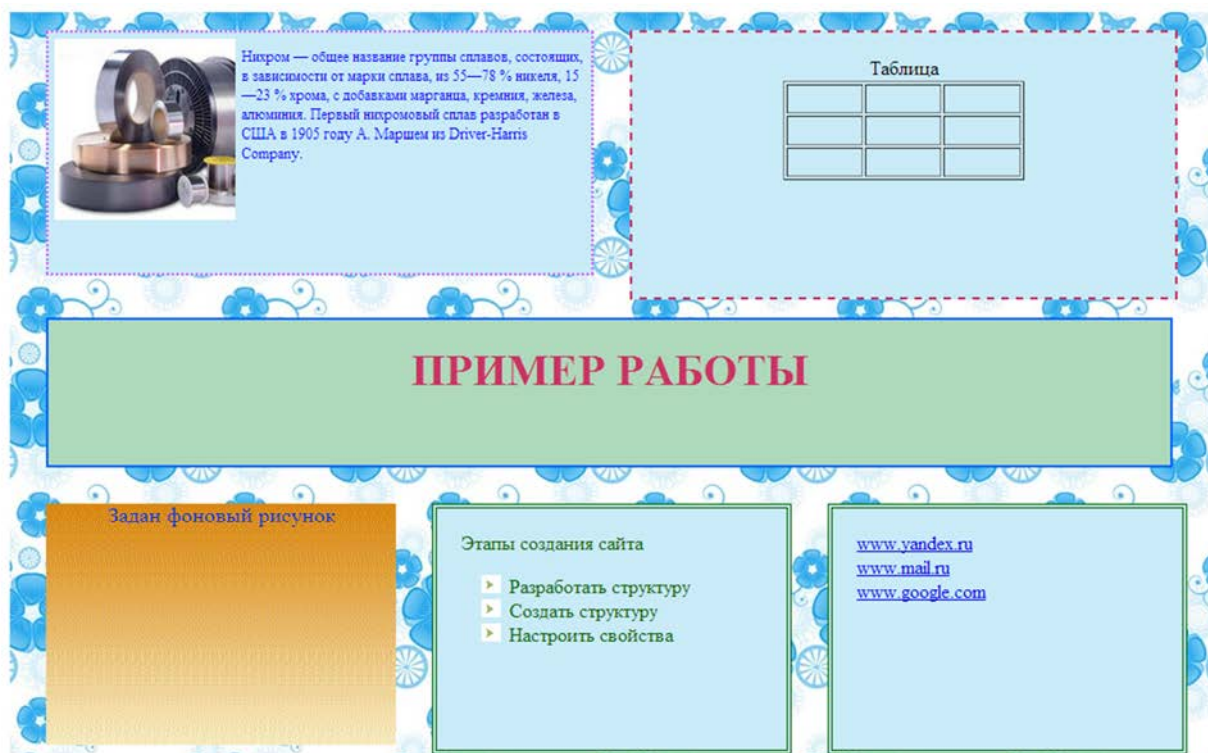 Нихром — общее название группы сплавов, состоящих,
в зависимости от марки сплава, из 55—78 % никеля, 15
—23 % хрома, с добавками марганца, кремния, железа,
алюминия. Первый нихромовый сплав разработан в
США в 1905 году А. Маршем из Driver-Harris
Company.
Таблица
ПРИМЕР РАБОТЫ
Задан фоновый рисунок
Этапы создания сайта
Разработать структуру
Создать структуру
Настроить свойства
www.yandex.ru
www.mail.ru
www.google.com